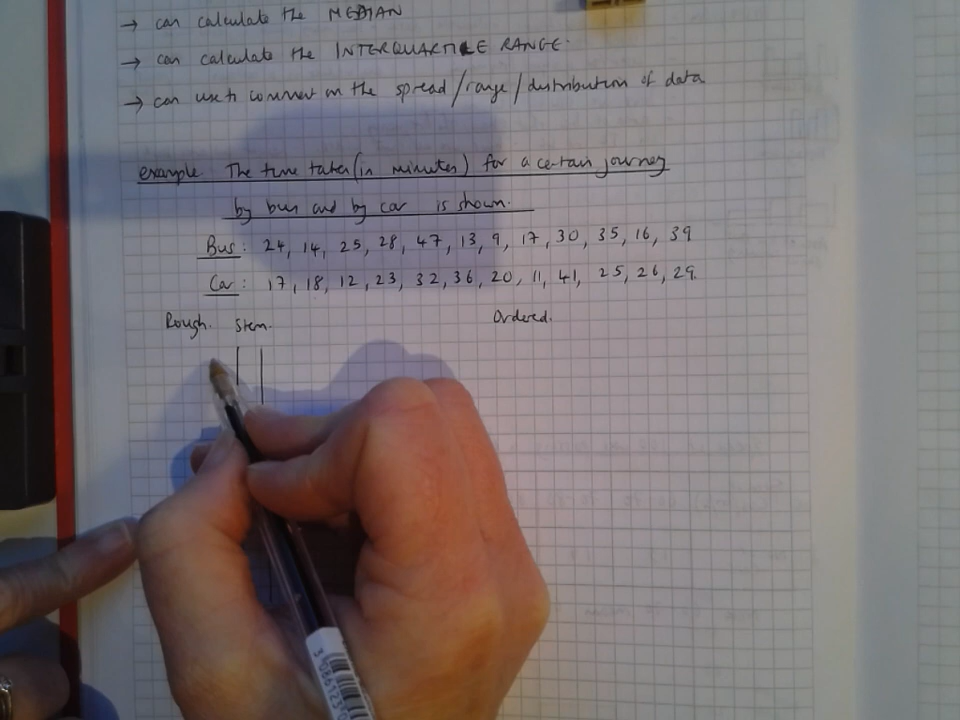 → can calculate the MEDIAN
→ can calculate the INTERQUARTILE RANGE.
→ can use to comment on the spread/range/distribution of data
example The time taken (in minutes) for a certain journey
by bus and by car is shown.
Bus: 24, 14, 25, 28, 47, 13, 9, 17, 30, 35, 16, 39
Car: 17, 18, 12, 23, 32, 36, 20, 11, 41, 25, 26, 29.
Rough. Stem. Ordered.